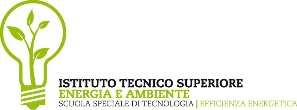 ISTITUTO TECNICO SUPERIORE
ENERGIA E AMBIENTE
SCUOLA SPECIALE DI TECNOLOGIA | EFFICIENZA ENERGETICA